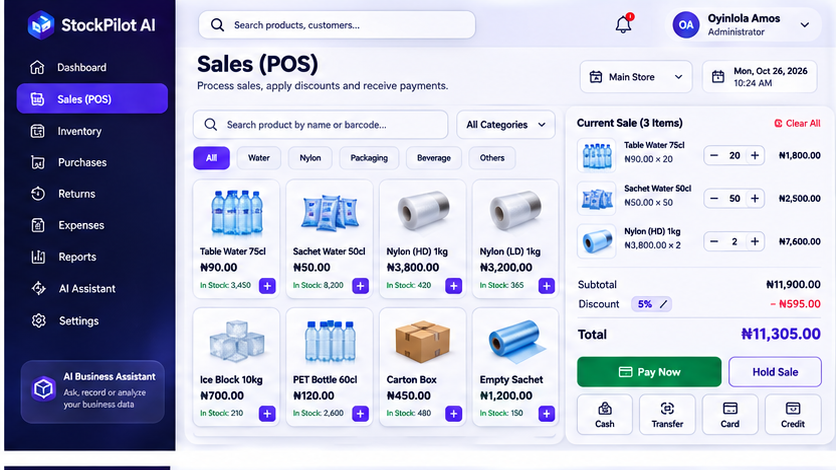 StockPilot AI
Dashboard
Sales (POS)
Inventory
Purchases
Returns
Expenses
Reports
AI Assistant
Settings
AI Business Assistant
Ask, record or analyze
your business data
Search products, customers...
1
OA
Oyinlola Amos
Administrator
Sales (POS)
Process sales, apply discounts and receive payments.
Main Store
Mon, Oct 26, 2026
10:24 AM
Search product by name or barcode...
All Categories
All
Water
Nylon
Packaging
Beverage
Others
Table Water 75cl
₦90.00
In Stock: 3,450
Sachet Water 50cl
₦50.00
In Stock: 8,200
Nylon (HD) 1kg
₦3,800.00
In Stock: 420
Nylon (LD) 1kg
₦3,200.00
In Stock: 365
Ice Block 10kg
₦700.00
In Stock: 210
PET Bottle 60cl
₦120.00
In Stock: 2,600
Carton Box
₦450.00
In Stock: 480
Empty Sachet
₦1,200.00
In Stock: 150
Current Sale (3 Items)
Clear All
Table Water 75cl
₦90.00 × 20
− 20 +
₦1,800.00
Sachet Water 50cl
₦50.00 × 50
− 50 +
₦2,500.00
Nylon (HD) 1kg
₦3,800.00 × 2
− 2 +
₦7,600.00
Subtotal
₦11,900.00
Discount 5%
− ₦595.00
Total
₦11,305.00
Pay Now
Hold Sale
Cash
Transfer
Card
Credit